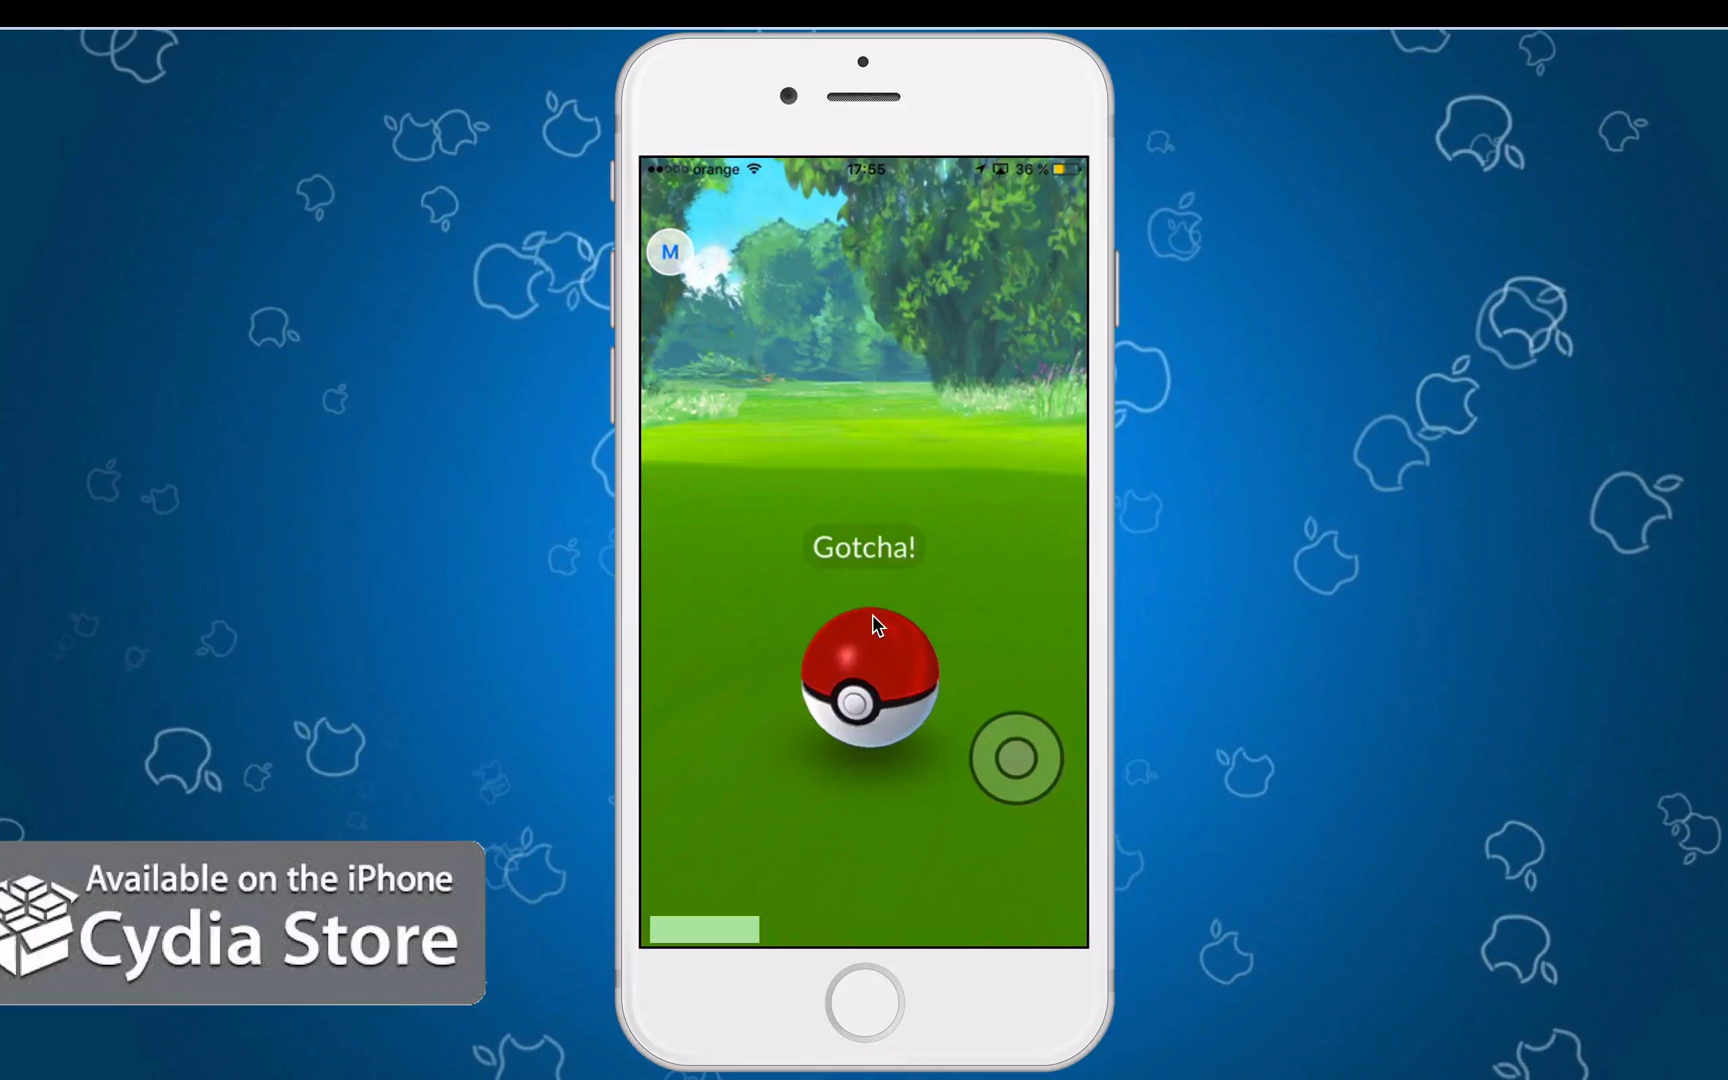 orange 17:55 36 %
M
Gotcha!
Available on the iPhone
Cydia Store